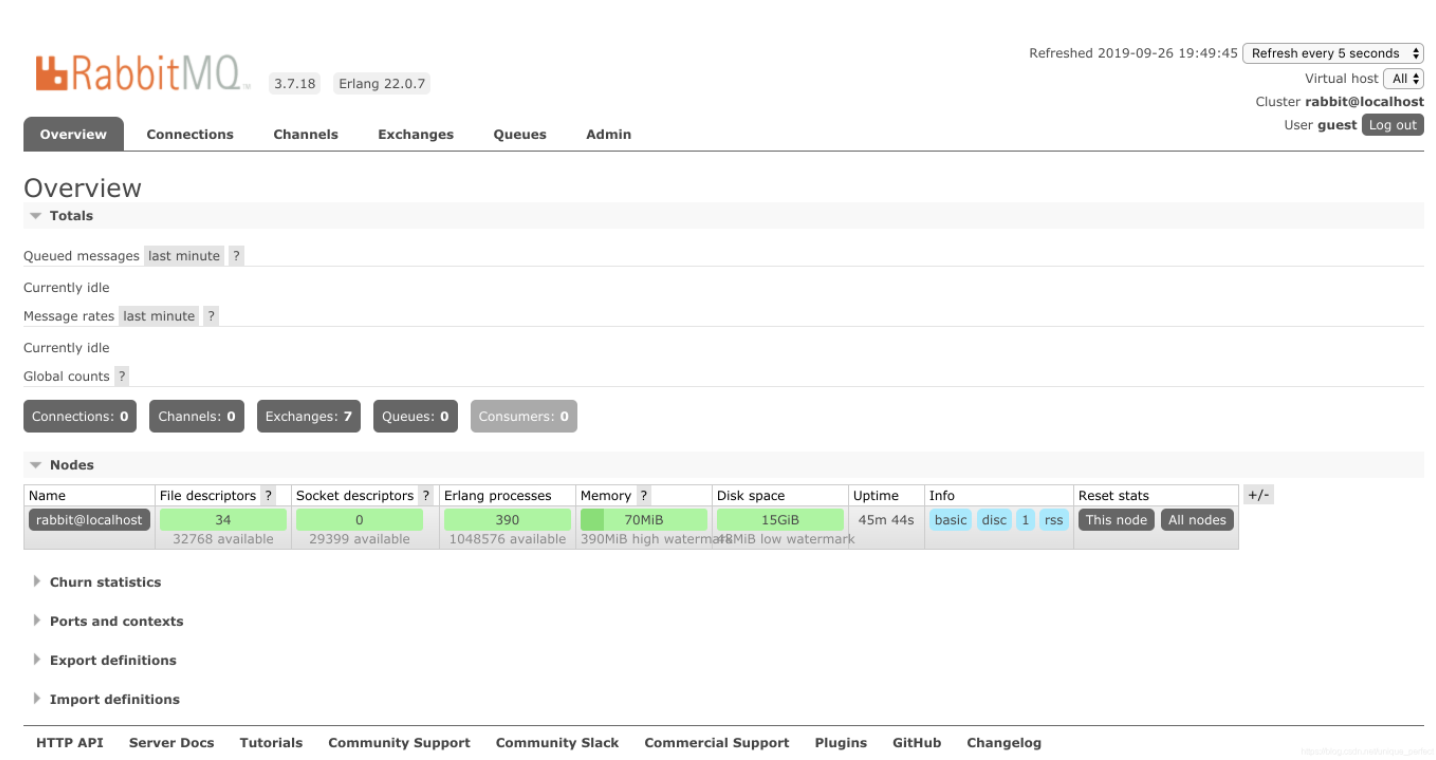 Refreshed 2019-09-26 19:49:45 Refresh every 5 seconds
RabbitMQ 3.7.18 Erlang 22.0.7
Virtual host All
Cluster rabbit@localhost
User guest Log out
Overview Connections Channels Exchanges Queues Admin
Overview
Totals
Queued messages last minute ?
Currently idle
Message rates last minute ?
Currently idle
Global counts ?
Connections: 0 Channels: 0 Exchanges: 7 Queues: 0 Consumers: 0
Nodes
Name File descriptors ? Socket descriptors ? Erlang processes Memory ? Disk space Uptime Info Reset stats +/-
rabbit@localhost 34 0 390 70MiB 15GiB 45m 44s basic disc 1 rss This node All nodes
32768 available 29399 available 1048576 available 390MiB high watermark 48MiB low watermark
Churn statistics
Ports and contexts
Export definitions
Import definitions
HTTP API Server Docs Tutorials Community Support Community Slack Commercial Support Plugins GitHub Changelog